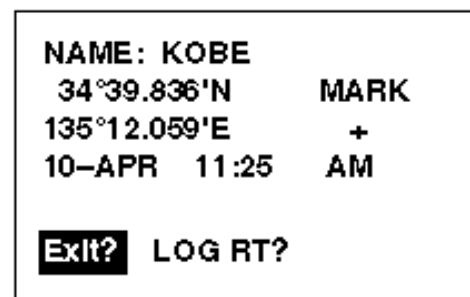 NAME: KOBE
34°39.836'N MARK
135°12.059'E +
10–APR 11:25 AM
Exit? LOG RT?